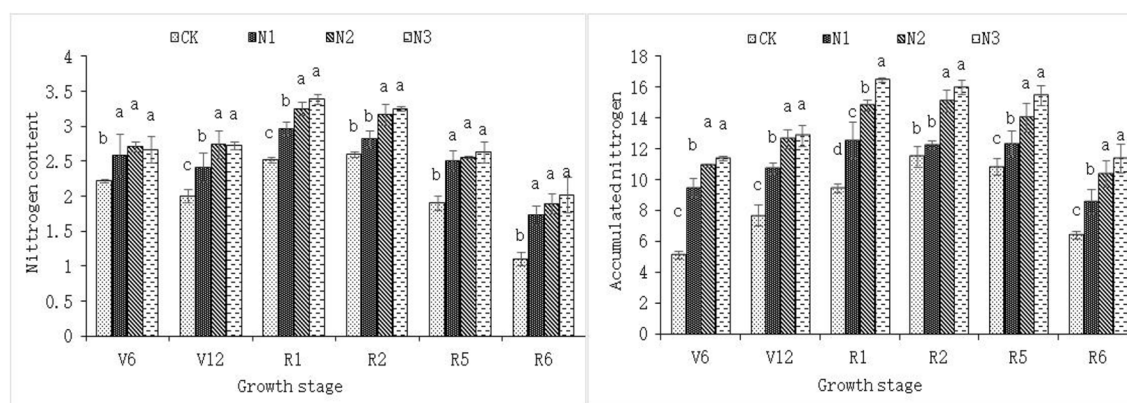 CK N1 N2 N3
Nittrogen content
4
3.5
3
2.5
2
1.5
1
0.5
0
b a a a
c b a a
c b a a
b b a a
b a a a
b a a a
V6 V12 R1 R2 R5 R6
Growth stage
CK N1 N2 N3
Accumulated nittrogen
18
16
14
12
10
8
6
4
2
0
c b a a
c b a a
d c b a
b b a a
c b a a
c b a a
V6 V12 R1 R2 R5 R6
Growth stage